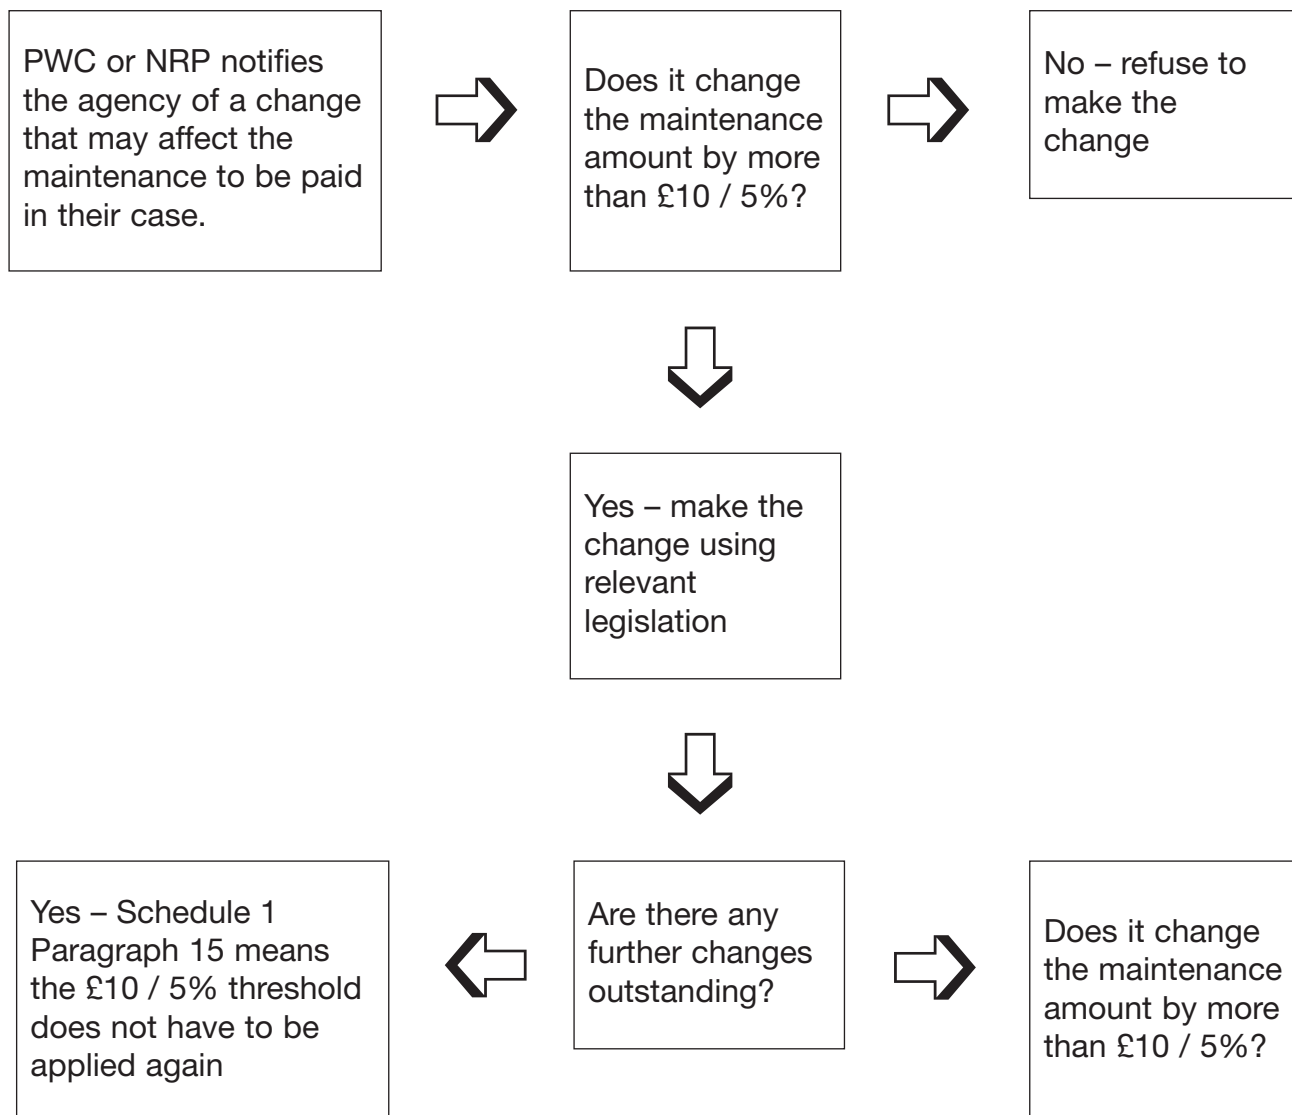 PWC or NRP notifies
the agency of a change
that may affect the
maintenance to be paid
in their case.
Does it change
the maintenance
amount by more
than £10 / 5%?
No – refuse to
make the
change
Yes – make the
change using
relevant
legislation
Yes – Schedule 1
Paragraph 15 means
the £10 / 5% threshold
does not have to be
applied again
Are there any
further changes
outstanding?
Does it change
the maintenance
amount by more
than £10 / 5%?